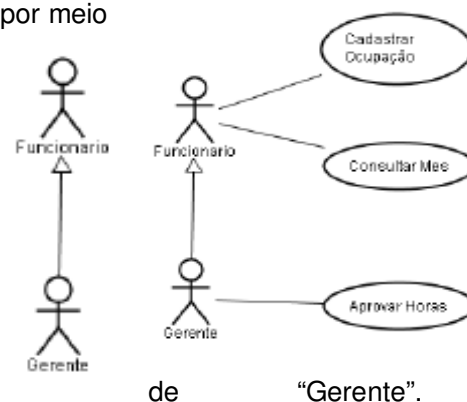 por meio
Cadastrar
Ocupação
Funcionario
Funcionario
Consultar Mes
Aprovar Horas
Gerente
Gerente
de "Gerente".